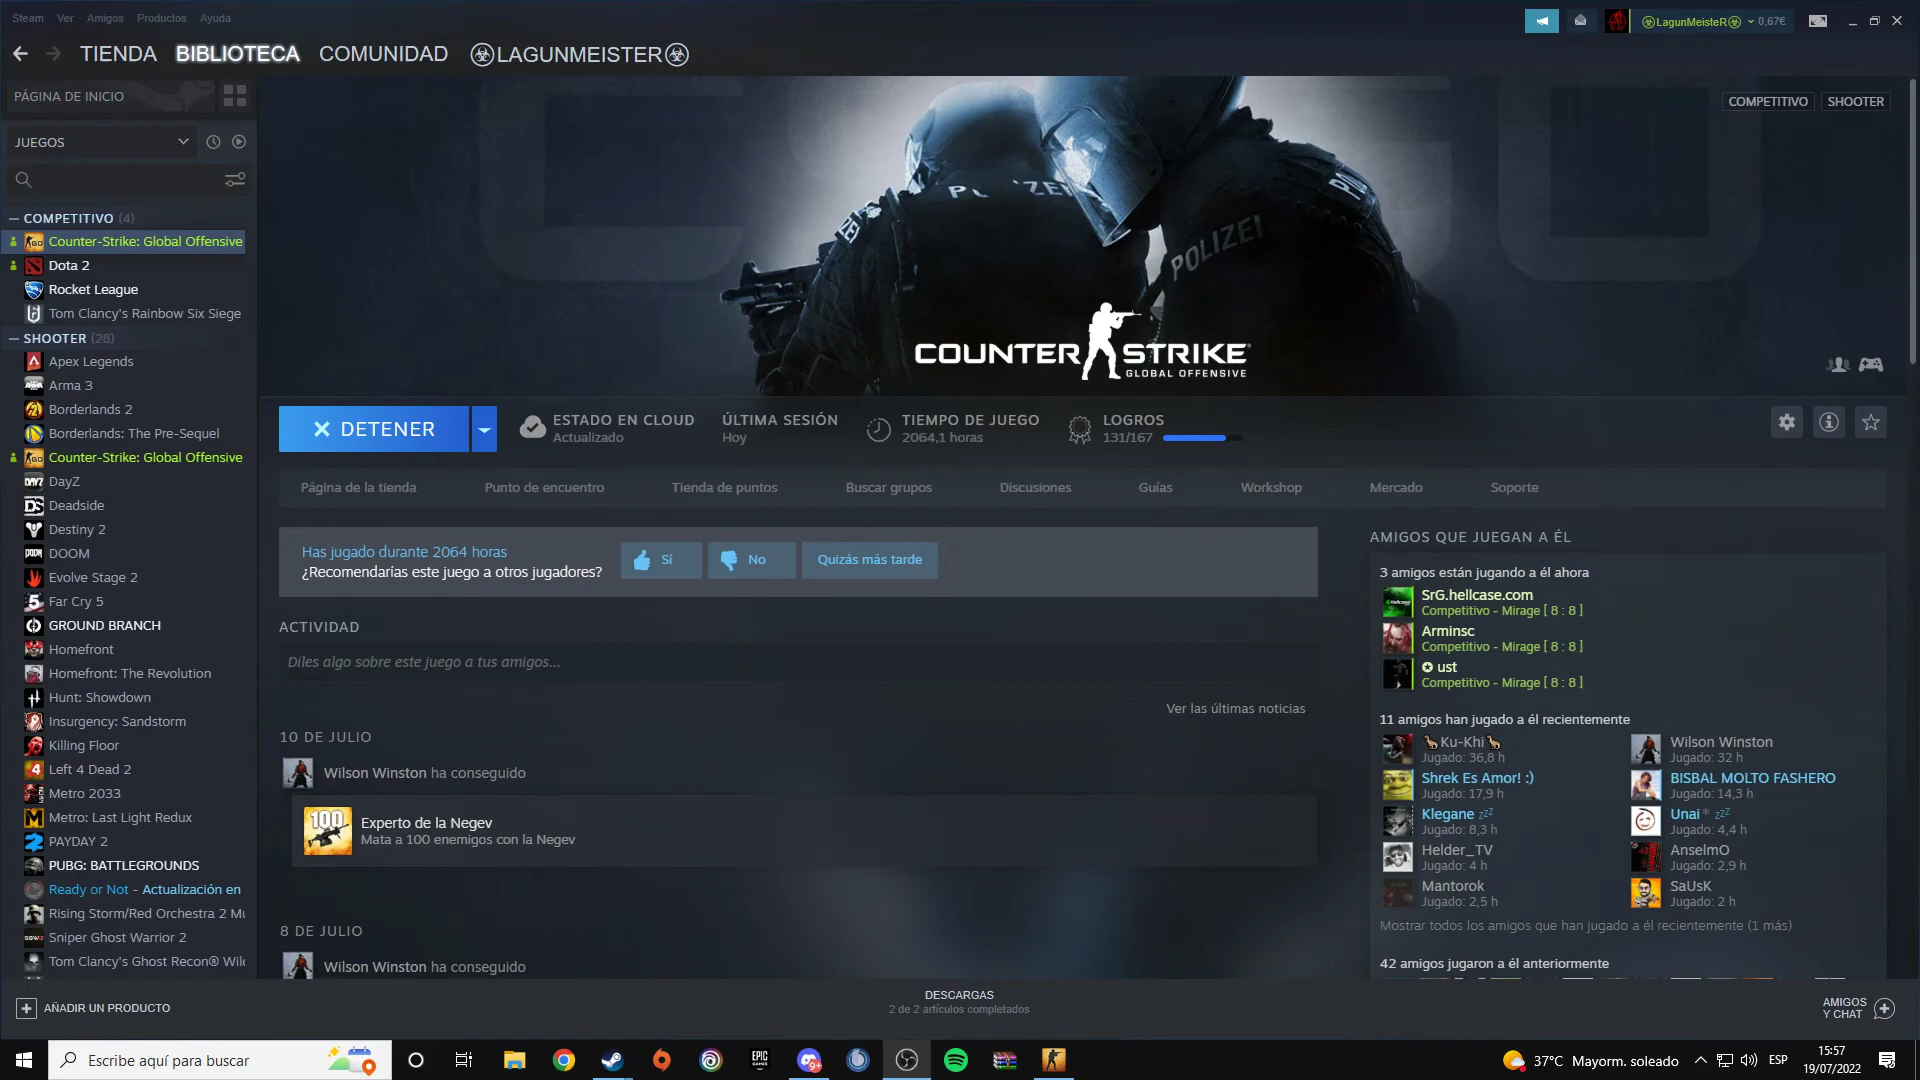 Steam Ver Amigos Productos Ayuda
☣LagunMeisteR☣ 0,67€
TIENDA BIBLIOTECA COMUNIDAD ☣LAGUNMEISTER☣
PÁGINA DE INICIO
JUEGOS
COMPETITIVO (4)
Counter-Strike: Global Offensive
Dota 2
Rocket League
Tom Clancy's Rainbow Six Siege
SHOOTER (28)
Apex Legends
Arma 3
Borderlands 2
Borderlands: The Pre-Sequel
Counter-Strike: Global Offensive
DayZ
Deadside
Destiny 2
DOOM
Evolve Stage 2
Far Cry 5
GROUND BRANCH
Homefront
Homefront: The Revolution
Hunt: Showdown
Insurgency: Sandstorm
Killing Floor
Left 4 Dead 2
Metro 2033
Metro: Last Light Redux
PAYDAY 2
PUBG: BATTLEGROUNDS
Ready or Not - Actualización en
Rising Storm/Red Orchestra 2 Mu
Sniper Ghost Warrior 2
Tom Clancy's Ghost Recon® Wild
AÑADIR UN PRODUCTO
COMPETITIVO SHOOTER
POLIZEI
POLIZEI
COUNTER STRIKE
GLOBAL OFFENSIVE
DETENER
ESTADO EN CLOUD
Actualizado
ÚLTIMA SESIÓN
Hoy
TIEMPO DE JUEGO
2064,1 horas
LOGROS
131/167
Página de la tienda Punto de encuentro Tienda de puntos Buscar grupos Discusiones Guías Workshop Mercado Soporte
Has jugado durante 2064 horas
¿Recomendarías este juego a otros jugadores?
Sí No Quizás más tarde
ACTIVIDAD
Diles algo sobre este juego a tus amigos...
Ver las últimas noticias
10 DE JULIO
Wilson Winston ha conseguido
100
Experto de la Negev
Mata a 100 enemigos con la Negev
8 DE JULIO
Wilson Winston ha conseguido
AMIGOS QUE JUEGAN A ÉL
3 amigos están jugando a él ahora
SrG.hellcase.com
Competitivo - Mirage [ 8 : 8 ]
Arminsc
Competitivo - Mirage [ 8 : 8 ]
✪ ust
Competitivo - Mirage [ 8 : 8 ]
11 amigos han jugado a él recientemente
Ku-Khi
Jugado: 36,8 h
Wilson Winston
Jugado: 32 h
Shrek Es Amor! :)
Jugado: 17,9 h
BISBAL MOLTO FASHERO
Jugado: 14,3 h
Klegane zZZ
Jugado: 8,3 h
Unai* zZZ
Jugado: 4,4 h
Helder_TV
Jugado: 4 h
AnselmO
Jugado: 2,9 h
Mantorok
Jugado: 2,5 h
SaUsK
Jugado: 2 h
Mostrar todos los amigos que han jugado a él recientemente (1 más)
42 amigos jugaron a él anteriormente
DESCARGAS
2 de 2 artículos completados
AMIGOS
Y CHAT
Escribe aquí para buscar
EPIC
GAMES
9+
37°C Mayorm. soleado
ESP
15:57
19/07/2022